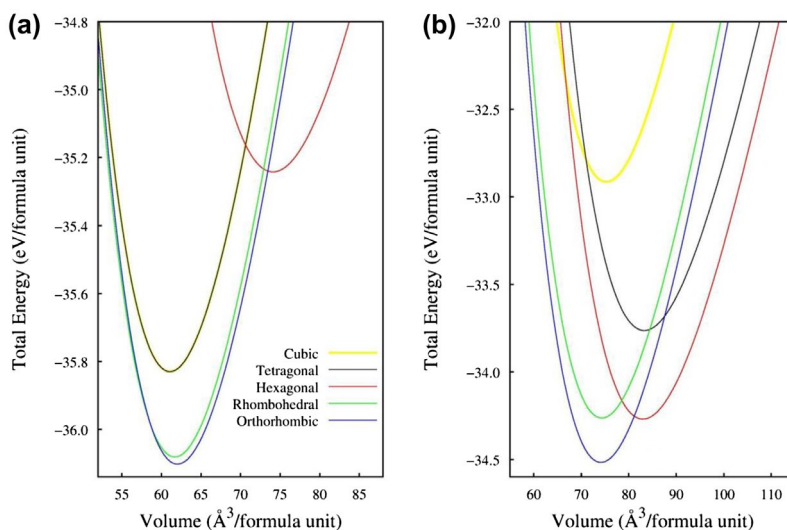 (a)
Total Energy (eV/formula unit)
−34.8
−35.0
−35.2
−35.4
−35.6
−35.8
−36.0
55 60 65 70 75 80 85
Volume (Å³/formula unit)
Cubic
Tetragonal
Hexagonal
Rhombohedral
Orthorhombic
(b)
Total Energy (eV/formula unit)
−32.0
−32.5
−33.0
−33.5
−34.0
−34.5
60 70 80 90 100 110
Volume (Å³/formula unit)